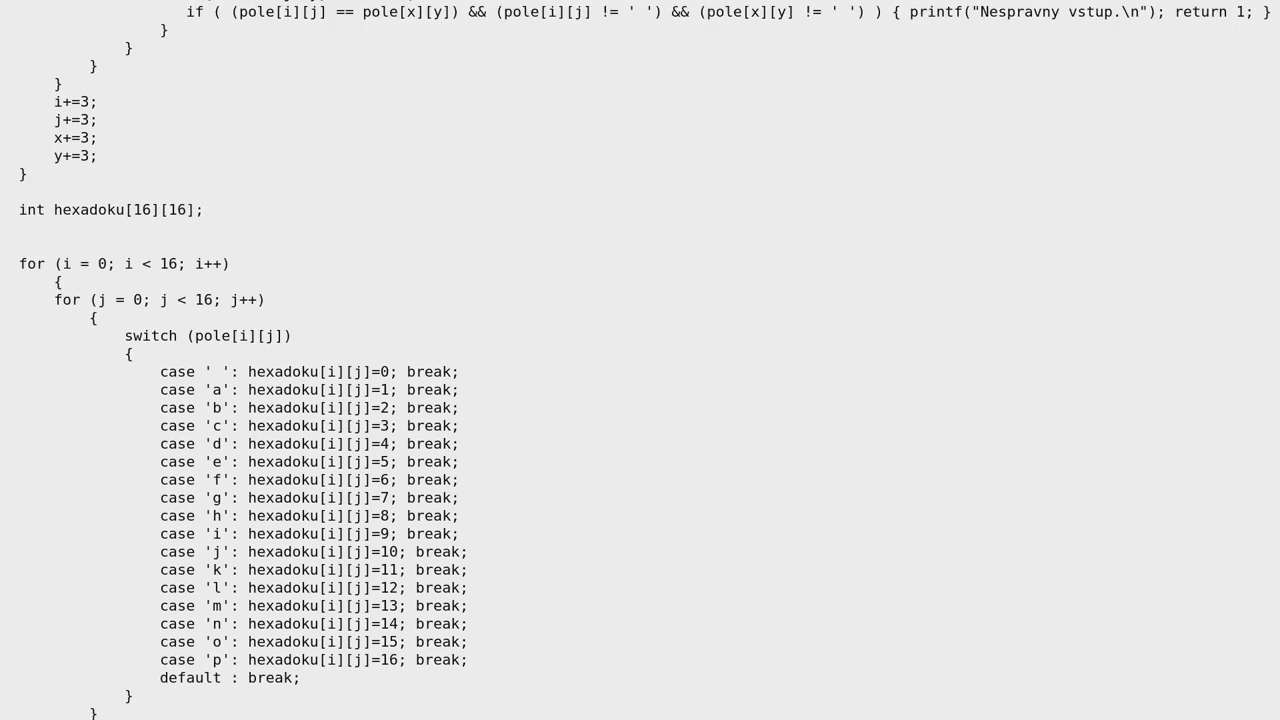 if ( (pole[i][j] == pole[x][y]) && (pole[i][j] != ' ') && (pole[x][y] != ' ') ) { printf("Nespravny vstup.\n"); return 1; }
}
}
}
}
i+=3;
j+=3;
x+=3;
y+=3;
}
int hexadoku[16][16];
for (i = 0; i < 16; i++)
{
for (j = 0; j < 16; j++)
{
switch (pole[i][j])
{
case ' ': hexadoku[i][j]=0; break;
case 'a': hexadoku[i][j]=1; break;
case 'b': hexadoku[i][j]=2; break;
case 'c': hexadoku[i][j]=3; break;
case 'd': hexadoku[i][j]=4; break;
case 'e': hexadoku[i][j]=5; break;
case 'f': hexadoku[i][j]=6; break;
case 'g': hexadoku[i][j]=7; break;
case 'h': hexadoku[i][j]=8; break;
case 'i': hexadoku[i][j]=9; break;
case 'j': hexadoku[i][j]=10; break;
case 'k': hexadoku[i][j]=11; break;
case 'l': hexadoku[i][j]=12; break;
case 'm': hexadoku[i][j]=13; break;
case 'n': hexadoku[i][j]=14; break;
case 'o': hexadoku[i][j]=15; break;
case 'p': hexadoku[i][j]=16; break;
default : break;
}
}